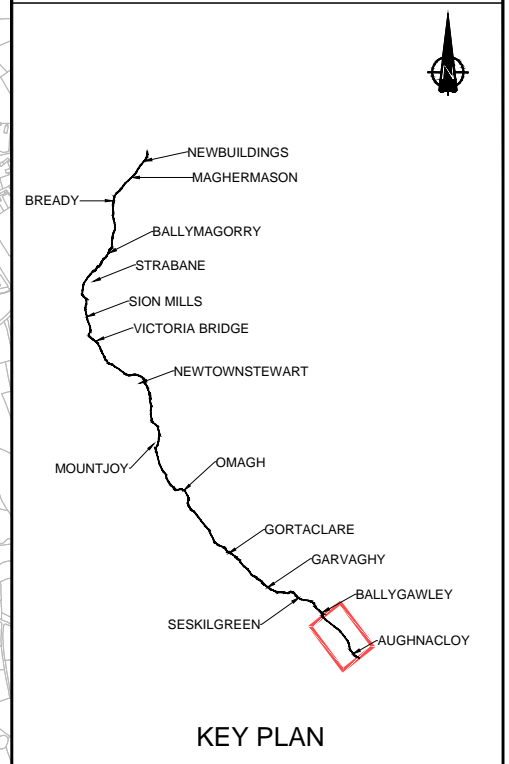 N
NEWBUILDINGS
MAGHERMASON
BREADY
BALLYMAGORRY
STRABANE
SION MILLS
VICTORIA BRIDGE
NEWTOWNSTEWART
MOUNTJOY
OMAGH
GORTACLARE
GARVAGHY
BALLYGAWLEY
SESKILGREEN
AUGHNACLOY
KEY PLAN